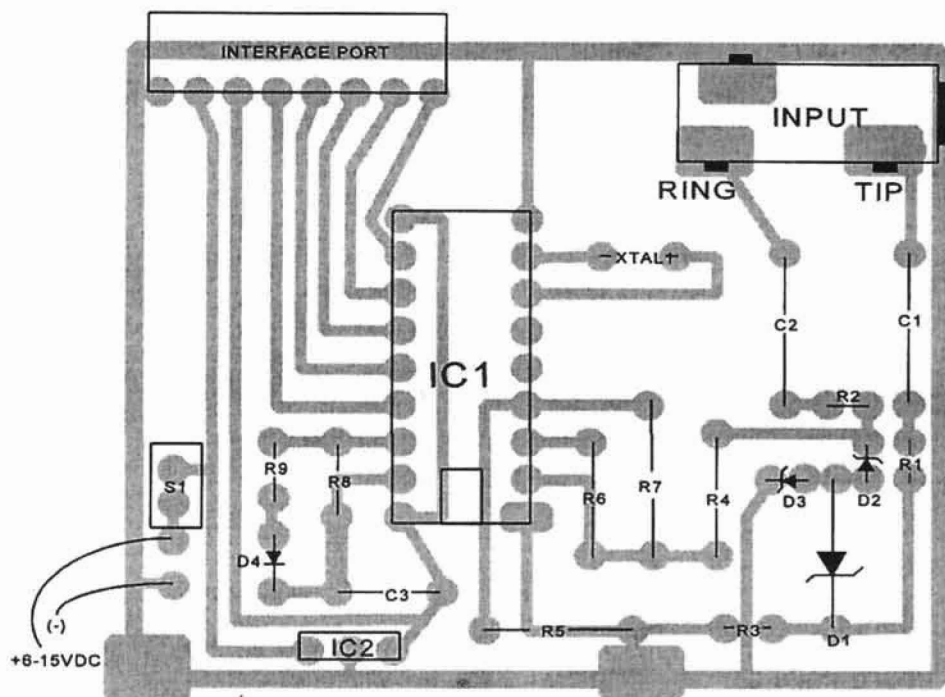 INTERFACE PORT
INPUT
RING
TIP
XTAL
C2
C1
IC1
R2
R9
R8
R1
S1
R6
R7
R4
D3
D2
D4
C3
(-)
R5
R3
D1
IC2
+6-15VDC